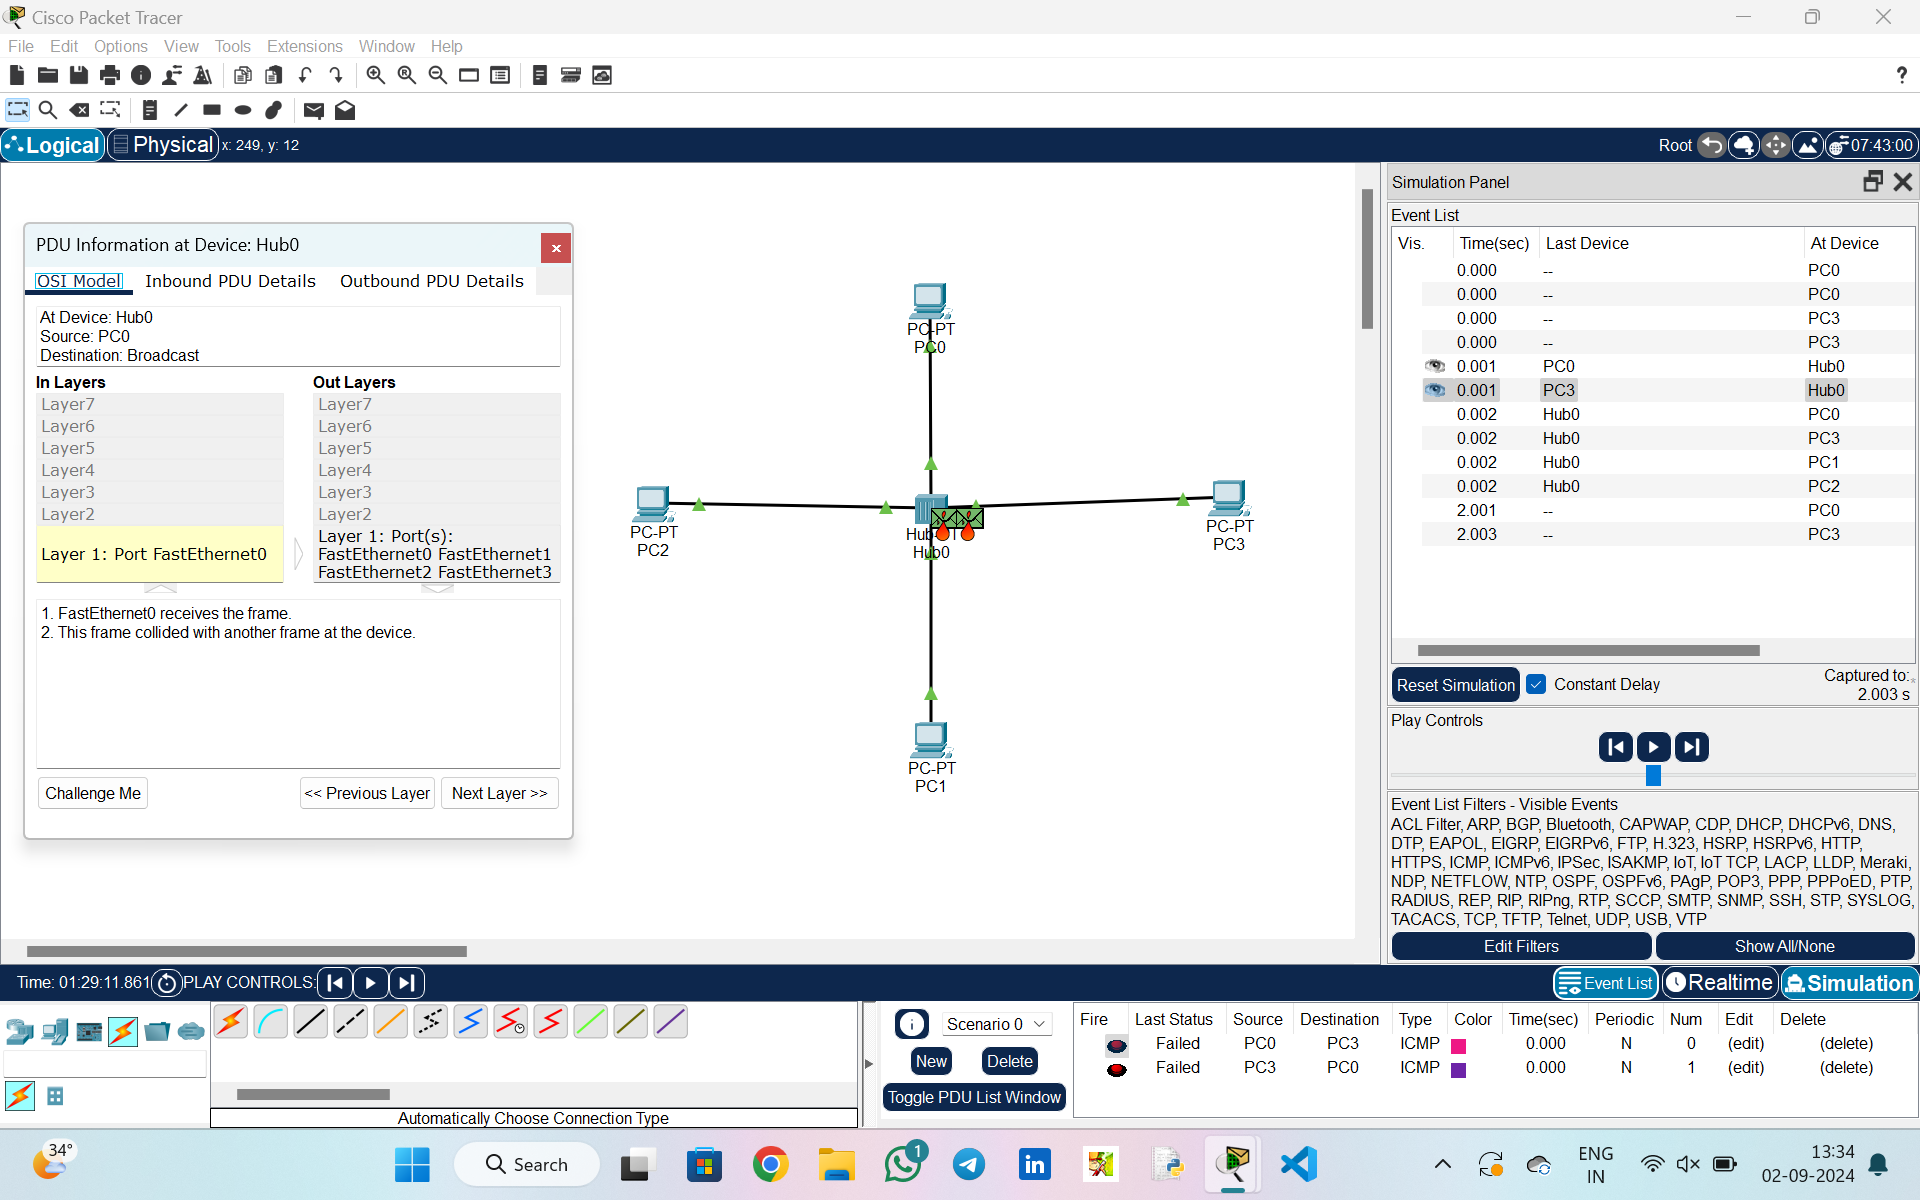 Cisco Packet Tracer
File Edit Options View Tools Extensions Window Help
?
Logical Physical x: 249, y: 12
Root 07:43:00
PDU Information at Device: Hub0
OSI Model Inbound PDU Details Outbound PDU Details
At Device: Hub0
Source: PC0
Destination: Broadcast
In Layers Out Layers
Layer7 Layer7
Layer6 Layer6
Layer5 Layer5
Layer4 Layer4
Layer3 Layer3
Layer2 Layer2
Layer 1: Port FastEthernet0
Layer 1: Port(s):
FastEthernet0 FastEthernet1
FastEthernet2 FastEthernet3
1. FastEthernet0 receives the frame.
2. This frame collided with another frame at the device.
Challenge Me << Previous Layer Next Layer >>
PC-PT
PC0
PC-PT
PC2
Hub0
PC-PT
PC3
PC-PT
PC1
Simulation Panel
Event List
Vis. Time(sec) Last Device At Device
0.000 -- PC0
0.000 -- PC0
0.000 -- PC3
0.000 -- PC3
0.001 PC0 Hub0
0.001 PC3 Hub0
0.002 Hub0 PC0
0.002 Hub0 PC3
0.002 Hub0 PC1
0.002 Hub0 PC2
2.001 -- PC0
2.003 -- PC3
Reset Simulation Constant Delay Captured to:
2.003 s
Play Controls
Event List Filters - Visible Events
ACL Filter, ARP, BGP, Bluetooth, CAPWAP, CDP, DHCP, DHCPv6, DNS,
DTP, EAPOL, EIGRP, EIGRPv6, FTP, H.323, HSRP, HSRPv6, HTTP,
HTTPS, ICMP, ICMPv6, IPSec, ISAKMP, IoT, IoT TCP, LACP, LLDP, Meraki,
NDP, NETFLOW, NTP, OSPF, OSPFv6, PAgP, POP3, PPP, PPPoED, PTP,
RADIUS, REP, RIP, RIPng, RTP, SCCP, SMTP, SNMP, SSH, STP, SYSLOG,
TACACS, TCP, TFTP, Telnet, UDP, USB, VTP
Edit Filters Show All/None
Time: 01:29:11.861 PLAY CONTROLS: Event List Realtime Simulation
Automatically Choose Connection Type
Scenario 0
New Delete
Toggle PDU List Window
Fire Last Status Source Destination Type Color Time(sec) Periodic Num Edit Delete
Failed PC0 PC3 ICMP 0.000 N 0 (edit) (delete)
Failed PC3 PC0 ICMP 0.000 N 1 (edit) (delete)
34°
Search
1
in
ENG
IN
13:34
02-09-2024